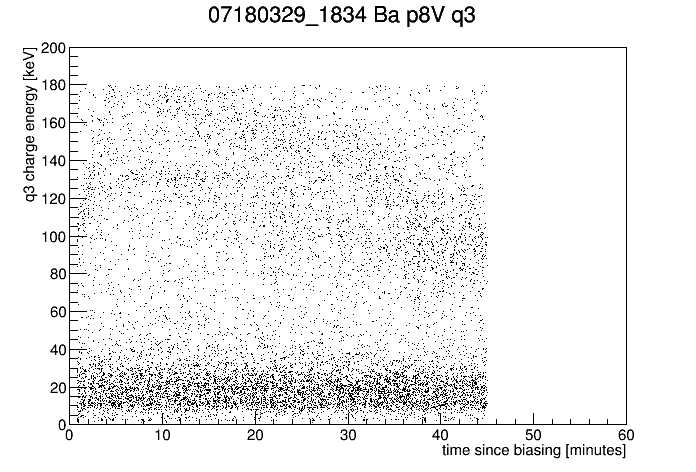 07180329_1834 Ba p8V q3
q3 charge energy [keV]
200
180
160
140
120
100
80
60
40
20
0
0 10 20 30 40 50 60
time since biasing [minutes]